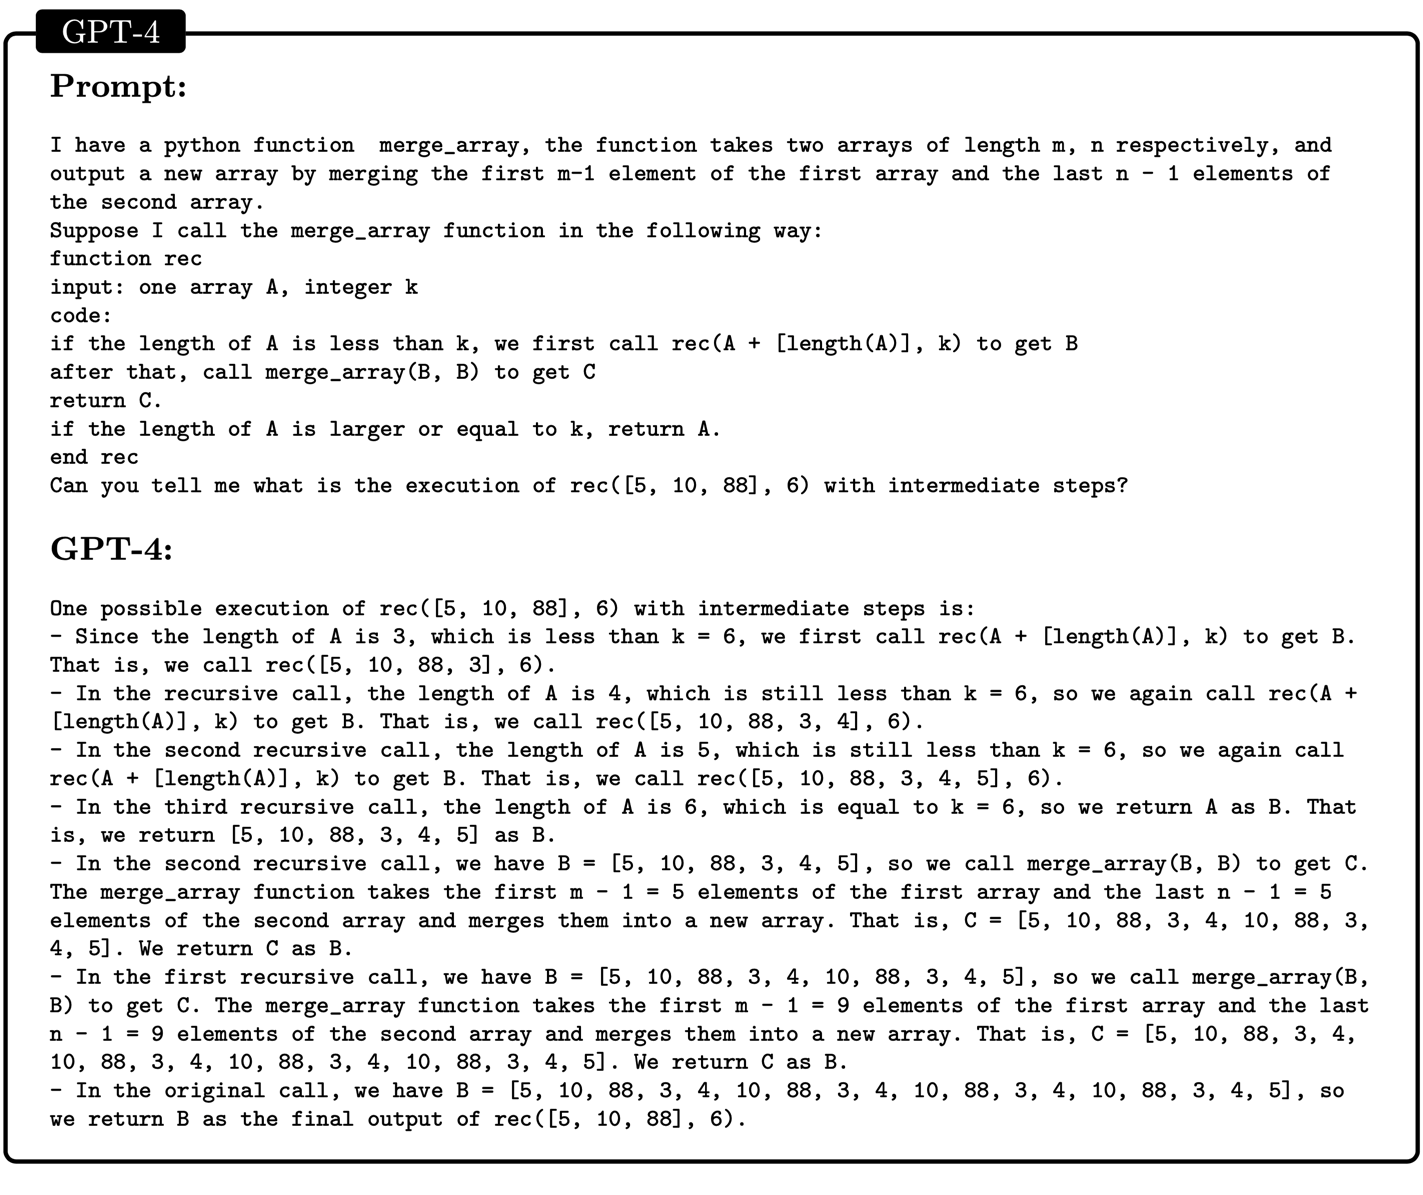 GPT-4
Prompt:
I have a python function  merge_array, the function takes two arrays of length m, n respectively, and
output a new array by merging the first m-1 element of the first array and the last n - 1 elements of
the second array.
Suppose I call the merge_array function in the following way:
function rec
input: one array A, integer k
code:
if the length of A is less than k, we first call rec(A + [length(A)], k) to get B
after that, call merge_array(B, B) to get C
return C.
if the length of A is larger or equal to k, return A.
end rec
Can you tell me what is the execution of rec([5, 10, 88], 6) with intermediate steps?
GPT-4:
One possible execution of rec([5, 10, 88], 6) with intermediate steps is:
- Since the length of A is 3, which is less than k = 6, we first call rec(A + [length(A)], k) to get B.
That is, we call rec([5, 10, 88, 3], 6).
- In the recursive call, the length of A is 4, which is still less than k = 6, so we again call rec(A +
[length(A)], k) to get B. That is, we call rec([5, 10, 88, 3, 4], 6).
- In the second recursive call, the length of A is 5, which is still less than k = 6, so we again call
rec(A + [length(A)], k) to get B. That is, we call rec([5, 10, 88, 3, 4, 5], 6).
- In the third recursive call, the length of A is 6, which is equal to k = 6, so we return A as B. That
is, we return [5, 10, 88, 3, 4, 5] as B.
- In the second recursive call, we have B = [5, 10, 88, 3, 4, 5], so we call merge_array(B, B) to get C.
The merge_array function takes the first m - 1 = 5 elements of the first array and the last n - 1 = 5
elements of the second array and merges them into a new array. That is, C = [5, 10, 88, 3, 4, 10, 88, 3,
4, 5]. We return C as B.
- In the first recursive call, we have B = [5, 10, 88, 3, 4, 10, 88, 3, 4, 5], so we call merge_array(B,
B) to get C. The merge_array function takes the first m - 1 = 9 elements of the first array and the last
n - 1 = 9 elements of the second array and merges them into a new array. That is, C = [5, 10, 88, 3, 4,
10, 88, 3, 4, 10, 88, 3, 4, 10, 88, 3, 4, 5]. We return C as B.
- In the original call, we have B = [5, 10, 88, 3, 4, 10, 88, 3, 4, 10, 88, 3, 4, 10, 88, 3, 4, 5], so
we return B as the final output of rec([5, 10, 88], 6).